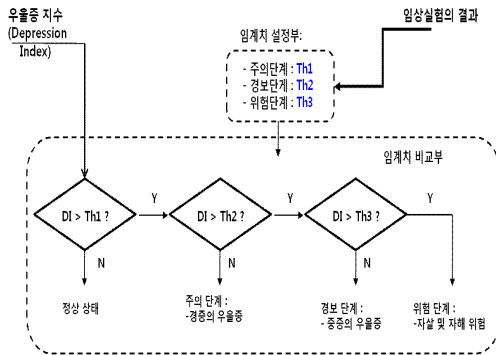 우울증 지수
(Depression
Index)
임상실험의 결과
임계치 설정부:
- 주의단계 : Th1
- 경보단게 : Th2
- 위험단계 : Th3
임계치 비교부
DI > Th1 ?
Y
DI > Th2 ?
Y
DI > Th3 ?
Y
N
N
N
정상 상태
주의 단계 :
-경증의 우울증
경보 단계 :
- 중증의 우울증
위험 단계 :
-자살 및 자해 위험